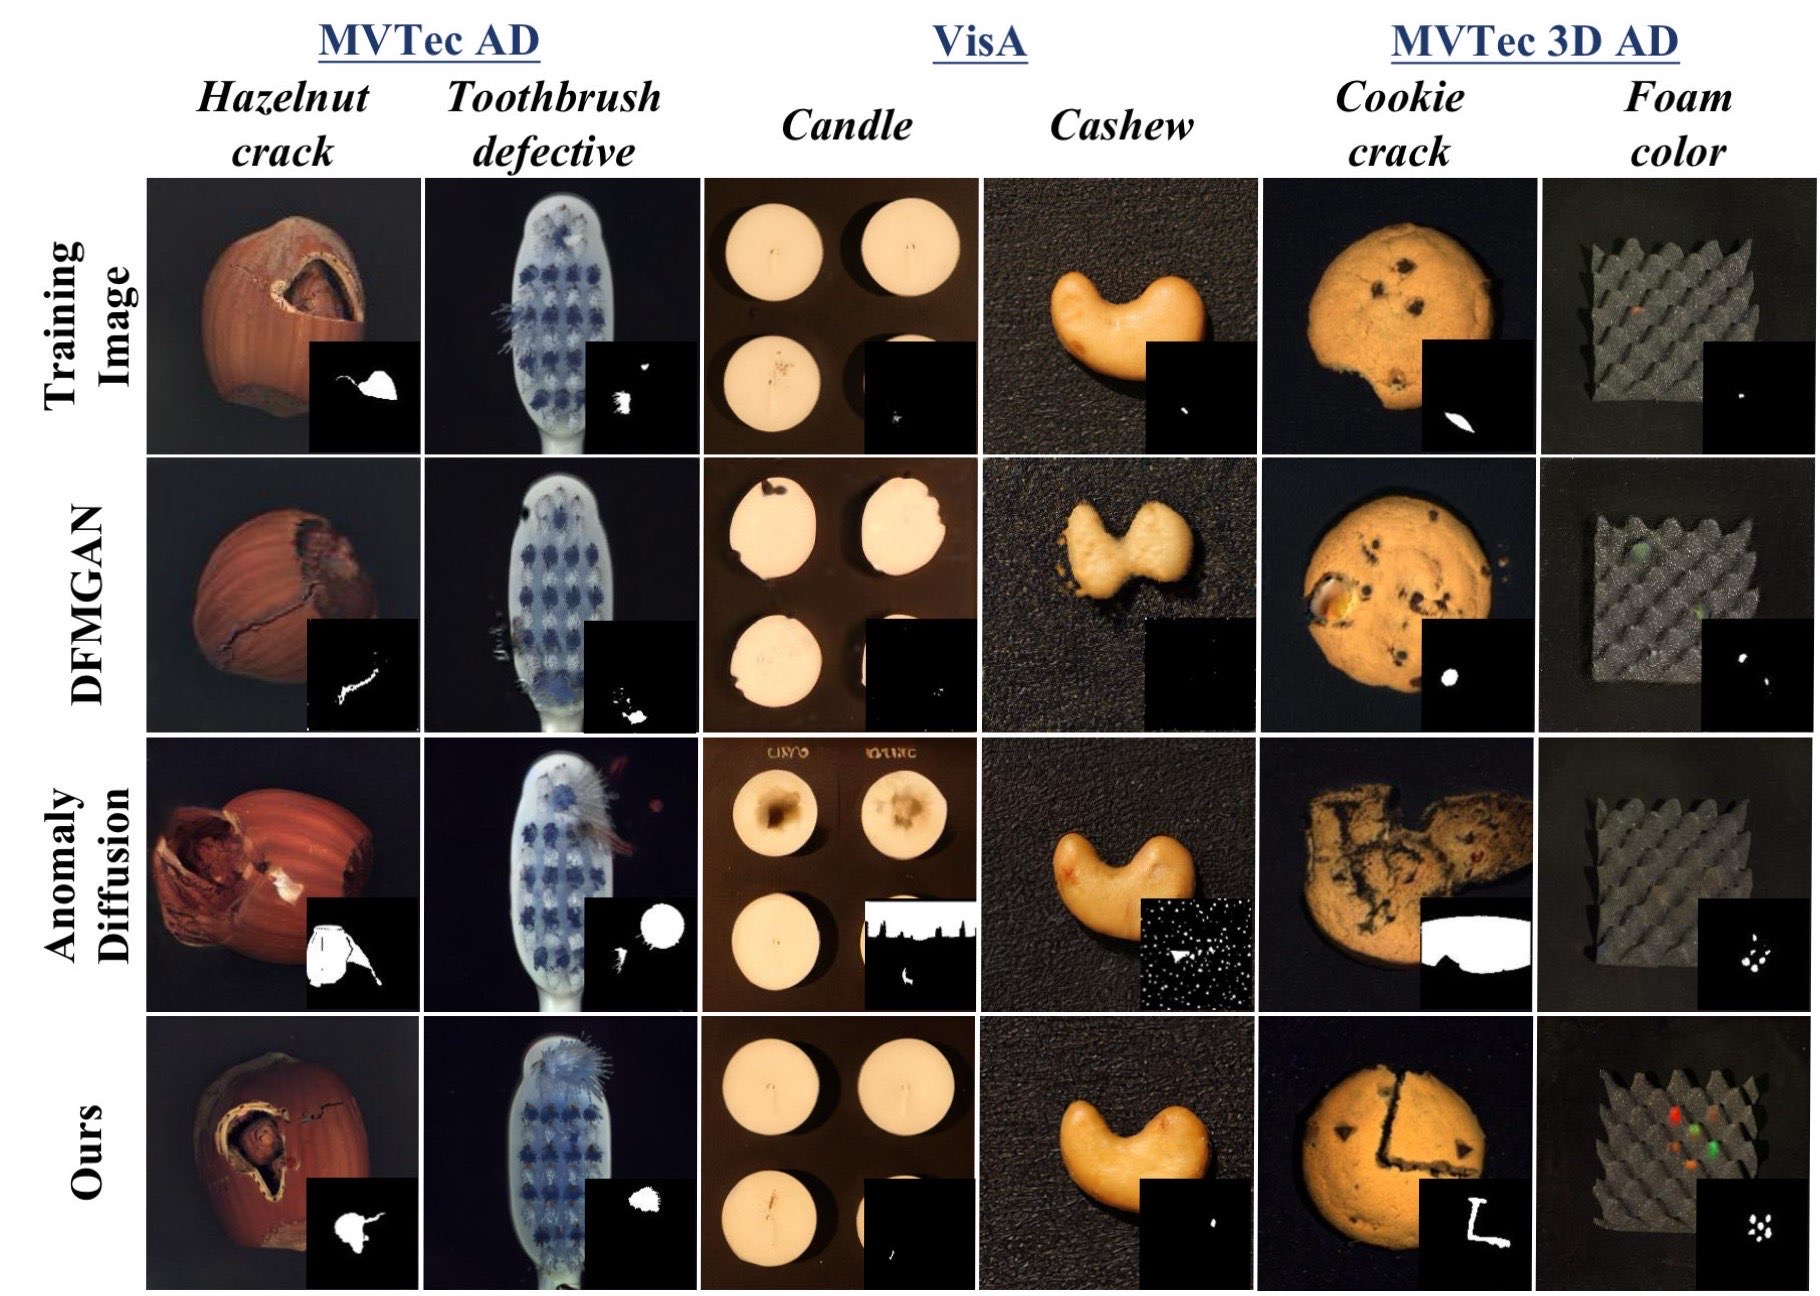 MVTec AD
VisA
MVTec 3D AD
Hazelnut
crack
Toothbrush
defective
Candle
Cashew
Cookie
crack
Foam
color
Training
Image
DFMGAN
Anomaly
Diffusion
Ours